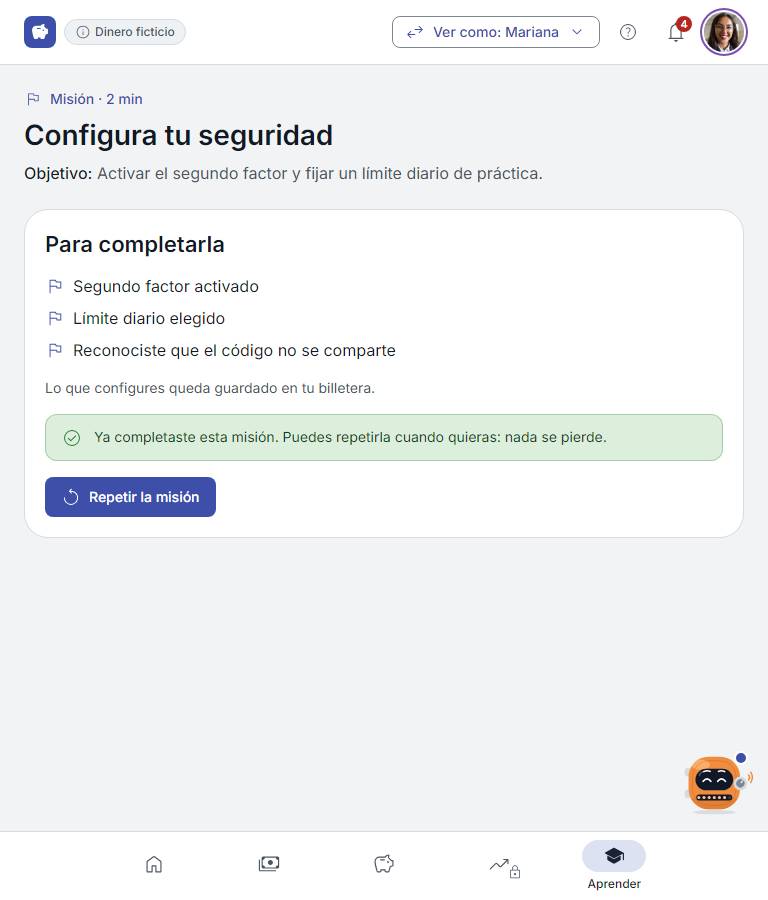 Dinero ficticio
Ver como: Mariana
4
Misión · 2 min
Configura tu seguridad
Objetivo: Activar el segundo factor y fijar un límite diario de práctica.
Para completarla
Segundo factor activado
Límite diario elegido
Reconociste que el código no se comparte
Lo que configures queda guardado en tu billetera.
Ya completaste esta misión. Puedes repetirla cuando quieras: nada se pierde.
Repetir la misión
Aprender